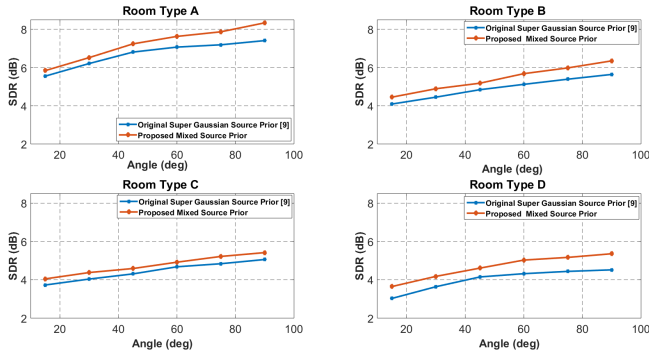 Room Type A
8
6
4
2
SDR (dB)
Original Super Gaussian Source Prior [9]
Proposed Mixed Source Prior
20 40 60 80 100
Angle (deg)
Room Type B
8
6
4
2
SDR (dB)
Original Super Gaussian Source Prior [9]
Proposed Mixed Source Prior
20 40 60 80 100
Angle (deg)
Room Type C
8
6
4
2
SDR (dB)
Original Super Gaussian Source Prior [9]
Proposed Mixed Source Prior
20 40 60 80 100
Angle (deg)
Room Type D
8
6
4
2
SDR (dB)
Original Super Gaussian Source Prior [9]
Proposed Mixed Source Prior
20 40 60 80 100
Angle (deg)